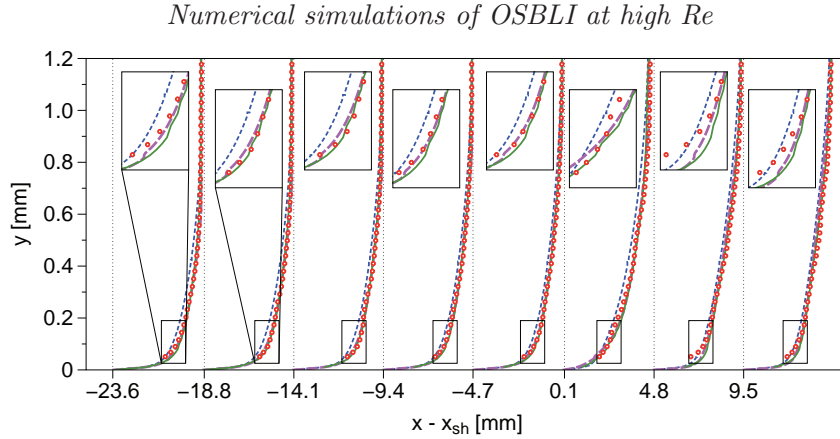 Numerical simulations of OSBLI at high Re
1.2
1.0
0.8
0.6
0.4
0.2
0
y [mm]
−23.6 −18.8 −14.1 −9.4 −4.7 0.1 4.8 9.5
x - xsh [mm]